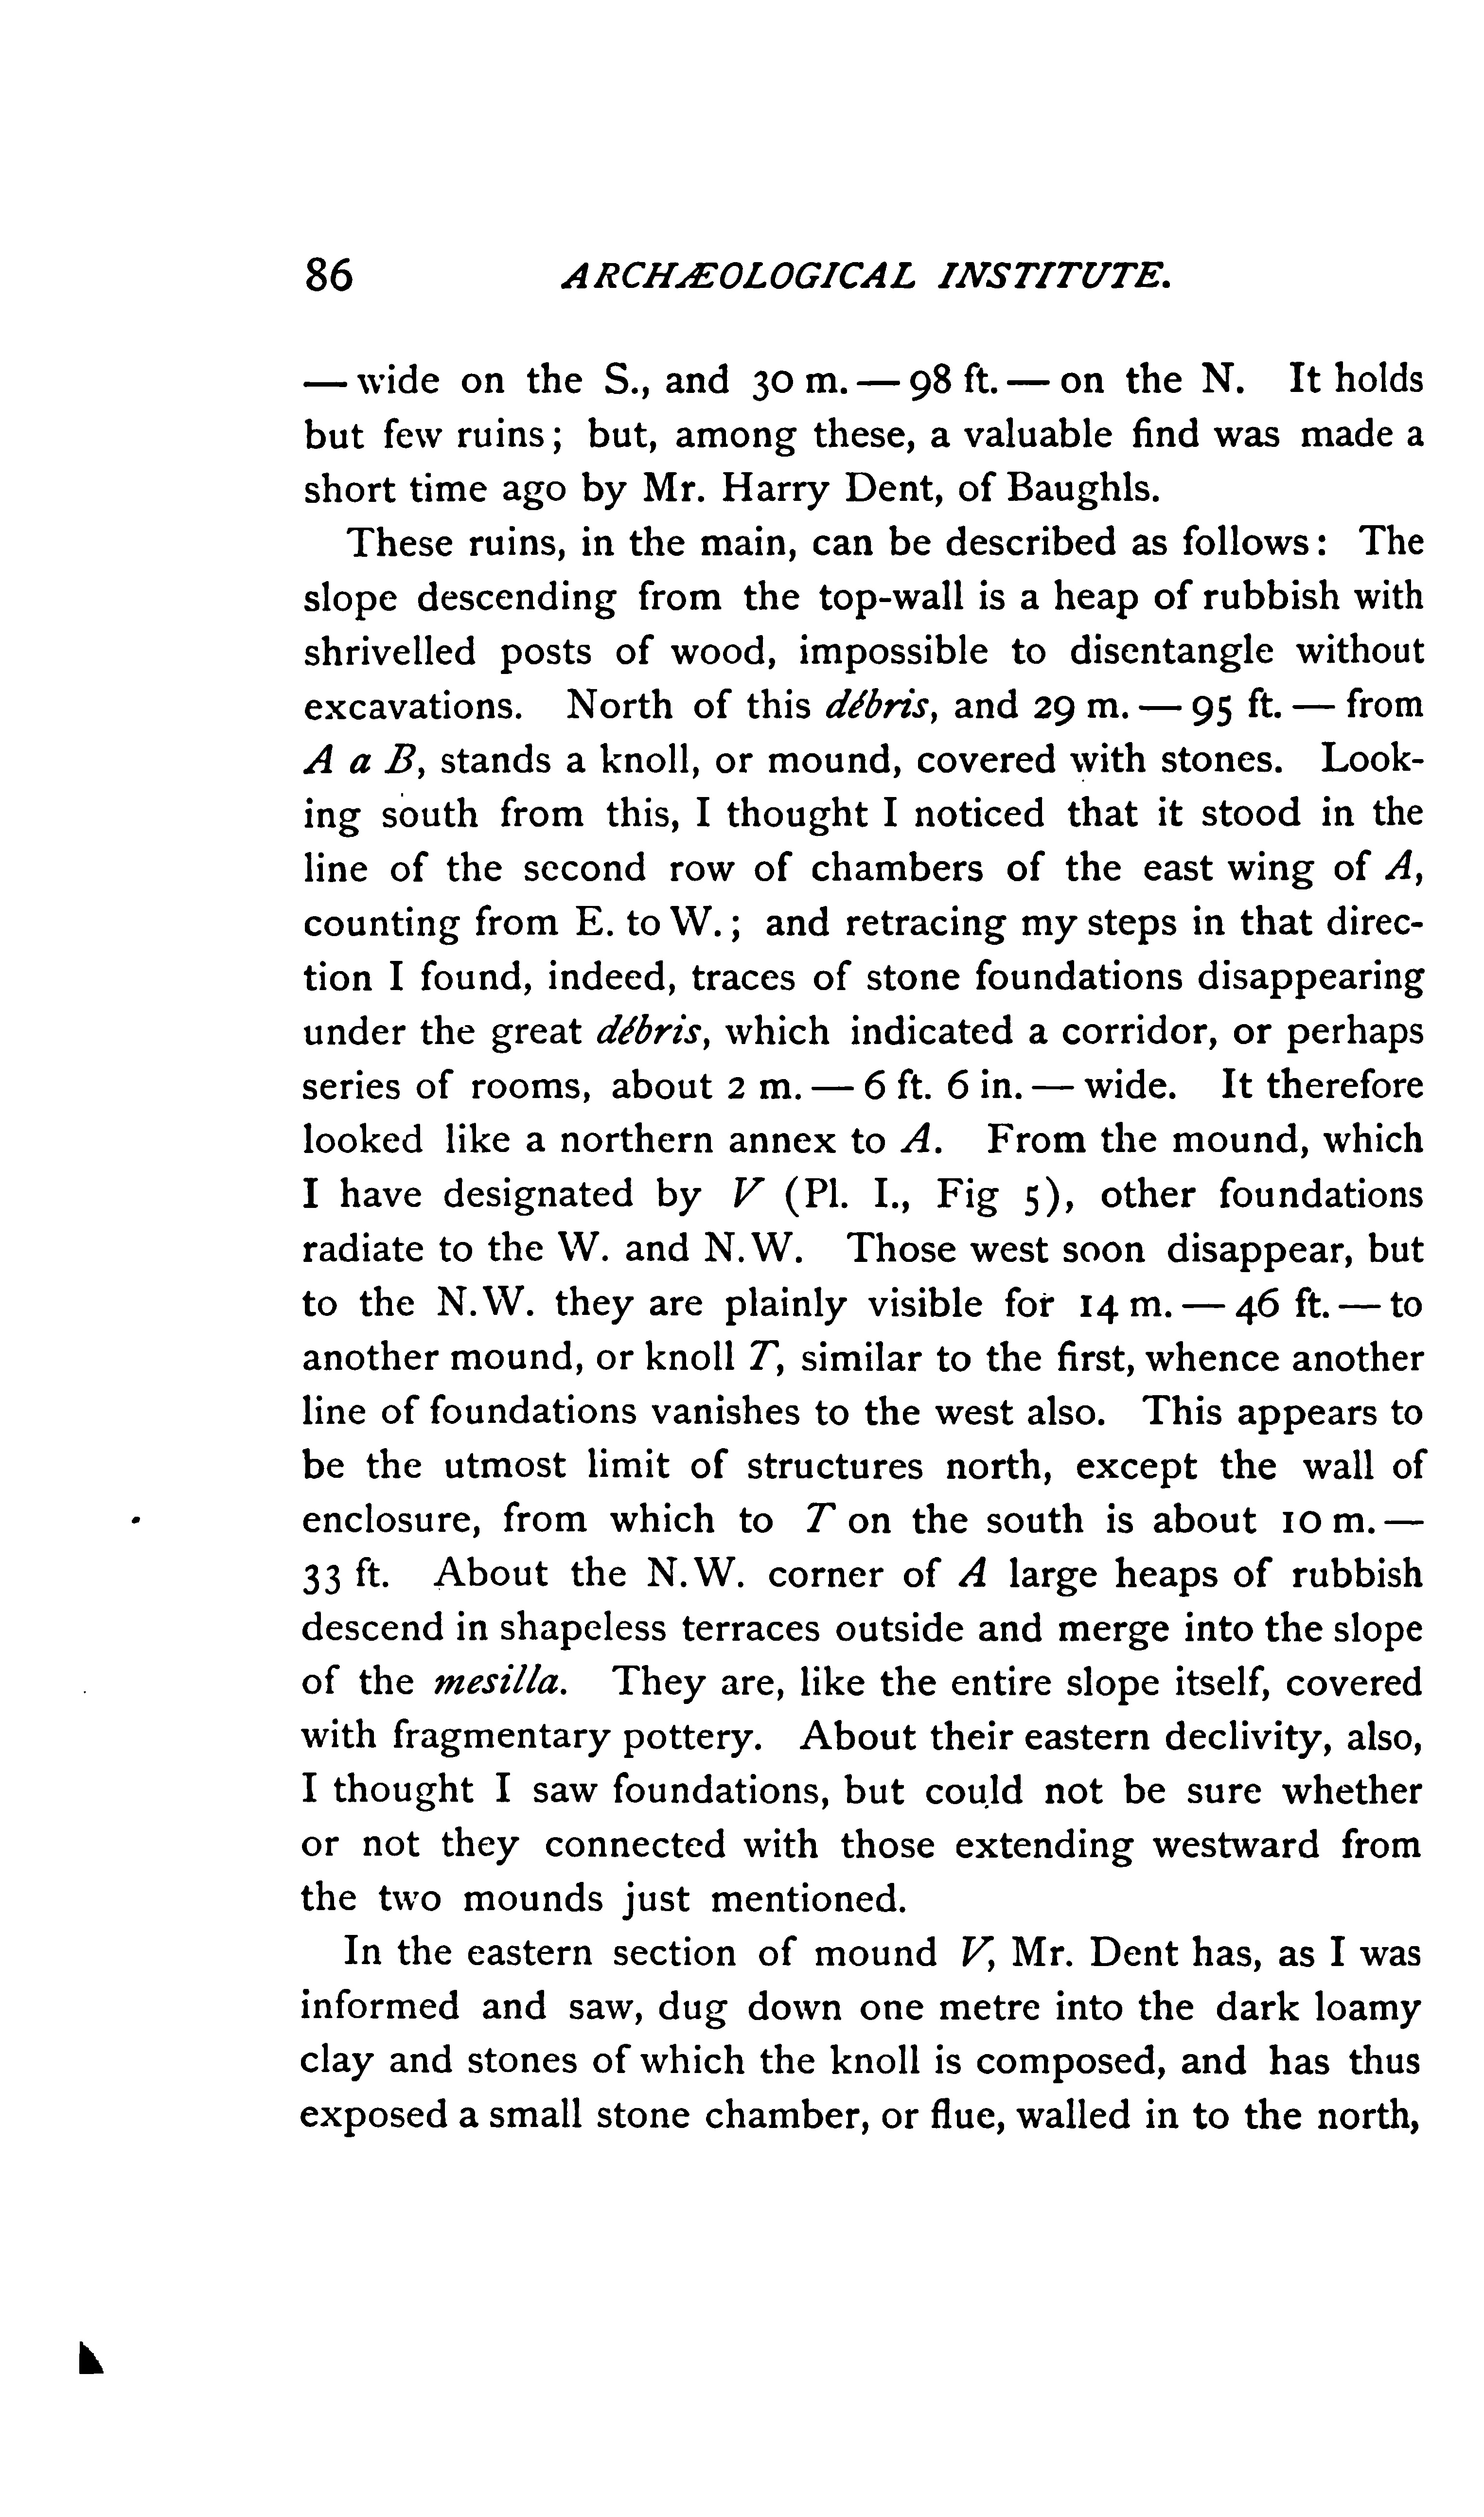 86 ARCHÆOLOGICAL INSTITUTE.
— wide on the S., and 30 m. — 98 ft. — on the N. It holds
but few ruins; but, among these, a valuable find was made a
short time ago by Mr. Harry Dent, of Baughls.
These ruins, in the main, can be described as follows: The
slope descending from the top-wall is a heap of rubbish with
shrivelled posts of wood, impossible to disentangle without
excavations. North of this débris, and 29 m. — 95 ft. — from
A a B, stands a knoll, or mound, covered with stones. Look-
ing south from this, I thought I noticed that it stood in the
line of the second row of chambers of the east wing of A,
counting from E. to W.; and retracing my steps in that direc-
tion I found, indeed, traces of stone foundations disappearing
under the great débris, which indicated a corridor, or perhaps
series of rooms, about 2 m. — 6 ft. 6 in. — wide. It therefore
looked like a northern annex to A. From the mound, which
I have designated by V (Pl. I., Fig 5), other foundations
radiate to the W. and N.W. Those west soon disappear, but
to the N.W. they are plainly visible for 14 m. — 46 ft. — to
another mound, or knoll T, similar to the first, whence another
line of foundations vanishes to the west also. This appears to
be the utmost limit of structures north, except the wall of
enclosure, from which to T on the south is about 10 m. —
33 ft. About the N.W. corner of A large heaps of rubbish
descend in shapeless terraces outside and merge into the slope
of the mesilla. They are, like the entire slope itself, covered
with fragmentary pottery. About their eastern declivity, also,
I thought I saw foundations, but could not be sure whether
or not they connected with those extending westward from
the two mounds just mentioned.
In the eastern section of mound V, Mr. Dent has, as I was
informed and saw, dug down one metre into the dark loamy
clay and stones of which the knoll is composed, and has thus
exposed a small stone chamber, or flue, walled in to the north,